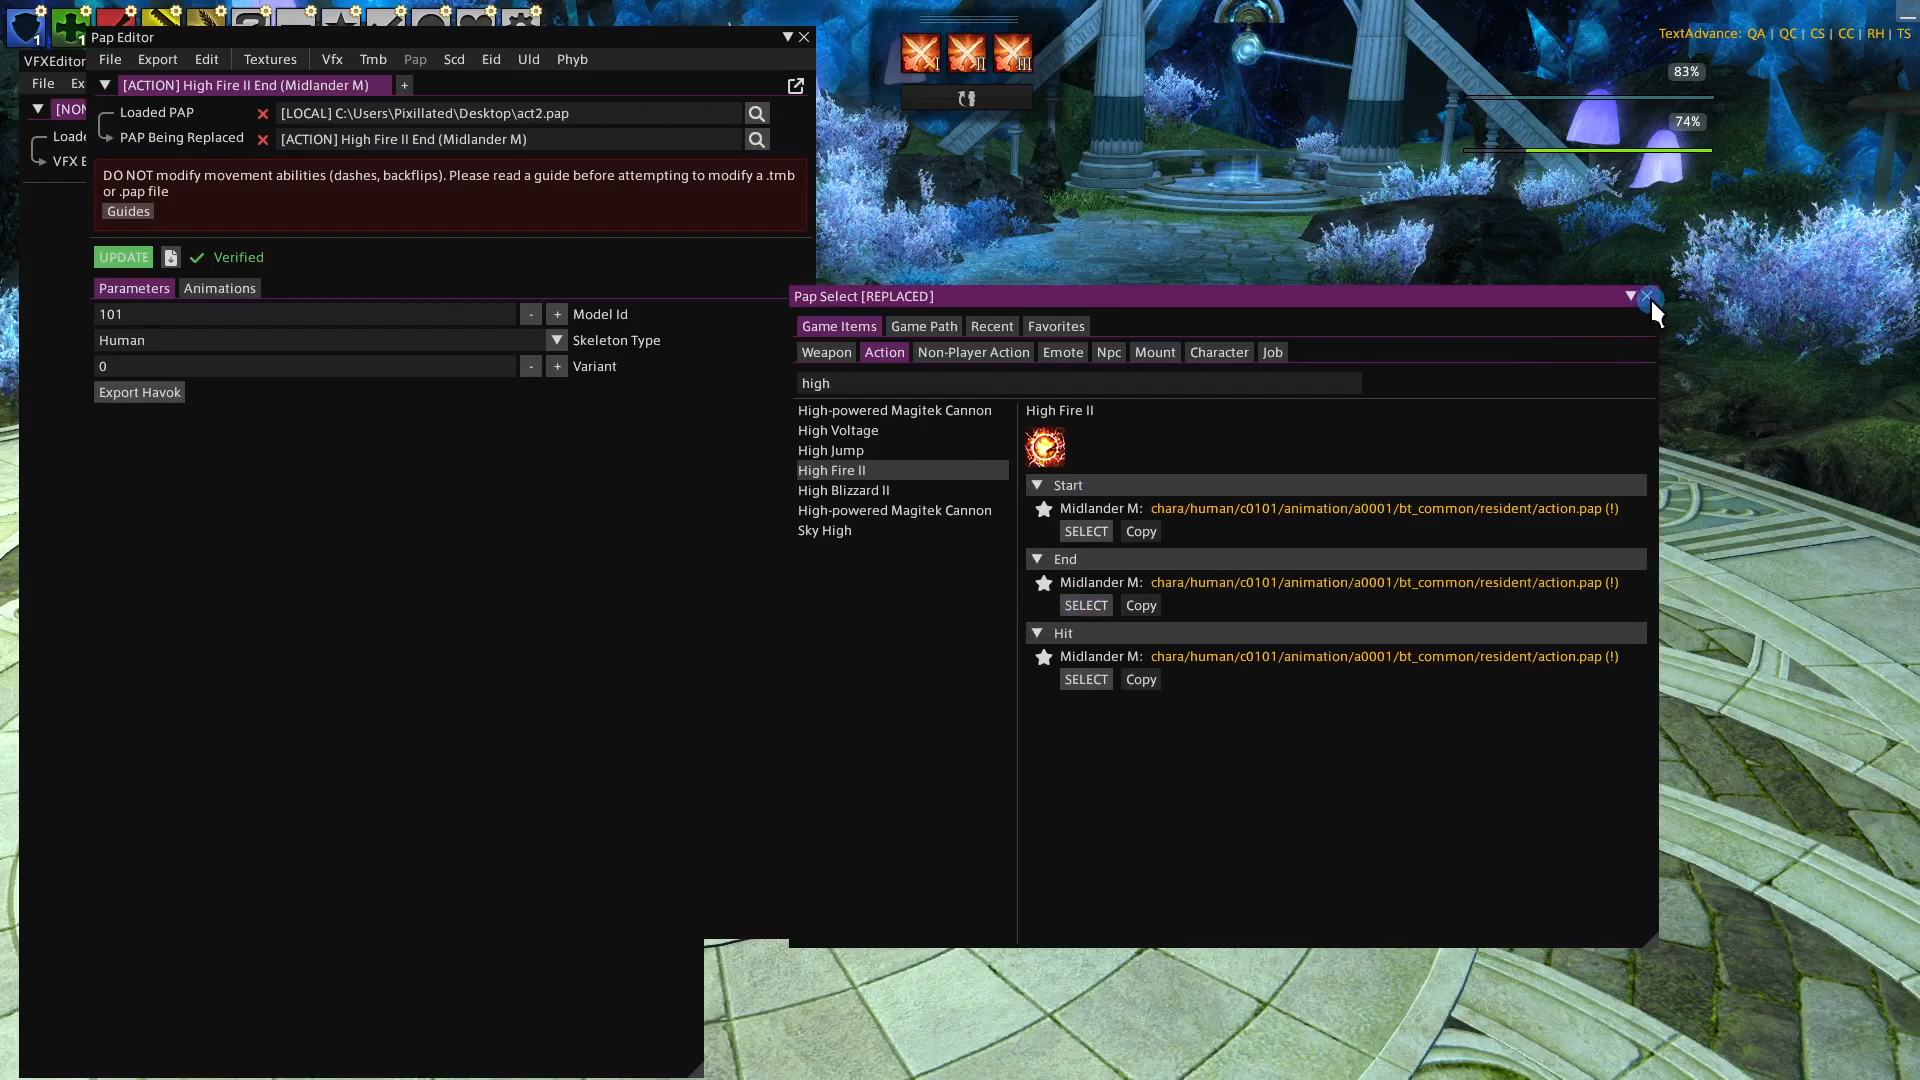 1
1
Pap Editor
File Export Edit Textures Vfx Tmb Pap Scd Eid Uld Phyb
[ACTION] High Fire II End (Midlander M) +
Loaded PAP [LOCAL] C:\Users\Pixillated\Desktop\act2.pap
PAP Being Replaced [ACTION] High Fire II End (Midlander M)
DO NOT modify movement abilities (dashes, backflips). Please read a guide before attempting to modify a .tmb
or .pap file
Guides
UPDATE Verified
Parameters Animations
101 - + Model Id
Human Skeleton Type
0 - + Variant
Export Havok
VFXEditor
File Ex
[NON
Loade
VFX B
I II III
TextAdvance: QA | QC | CS | CC | RH | TS
83%
74%
Pap Select [REPLACED]
Game Items Game Path Recent Favorites
Weapon Action Non-Player Action Emote Npc Mount Character Job
high
High-powered Magitek Cannon
High Voltage
High Jump
High Fire II
High Blizzard II
High-powered Magitek Cannon
Sky High
High Fire II
Start
Midlander M: chara/human/c0101/animation/a0001/bt_common/resident/action.pap (!)
SELECT Copy
End
Midlander M: chara/human/c0101/animation/a0001/bt_common/resident/action.pap (!)
SELECT Copy
Hit
Midlander M: chara/human/c0101/animation/a0001/bt_common/resident/action.pap (!)
SELECT Copy